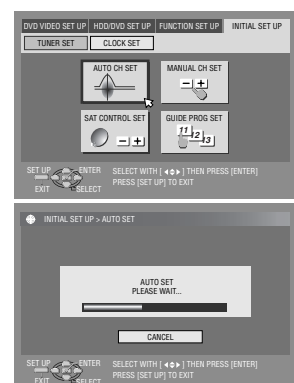 DVD VIDEO SET UP HDD/DVD SET UP FUNCTION SET UP INITIAL SET UP
TUNER SET CLOCK SET
AUTO CH SET MANUAL CH SET
SAT CONTROL SET GUIDE PROG SET
11 12 13
SET UP ENTER SELECT WITH [ ] THEN PRESS [ENTER]
EXIT SELECT PRESS [SET UP] TO EXIT
INITIAL SET UP > AUTO SET
AUTO SET
PLEASE WAIT...
CANCEL
SET UP ENTER SELECT WITH [ ] THEN PRESS [ENTER]
EXIT SELECT PRESS [SET UP] TO EXIT